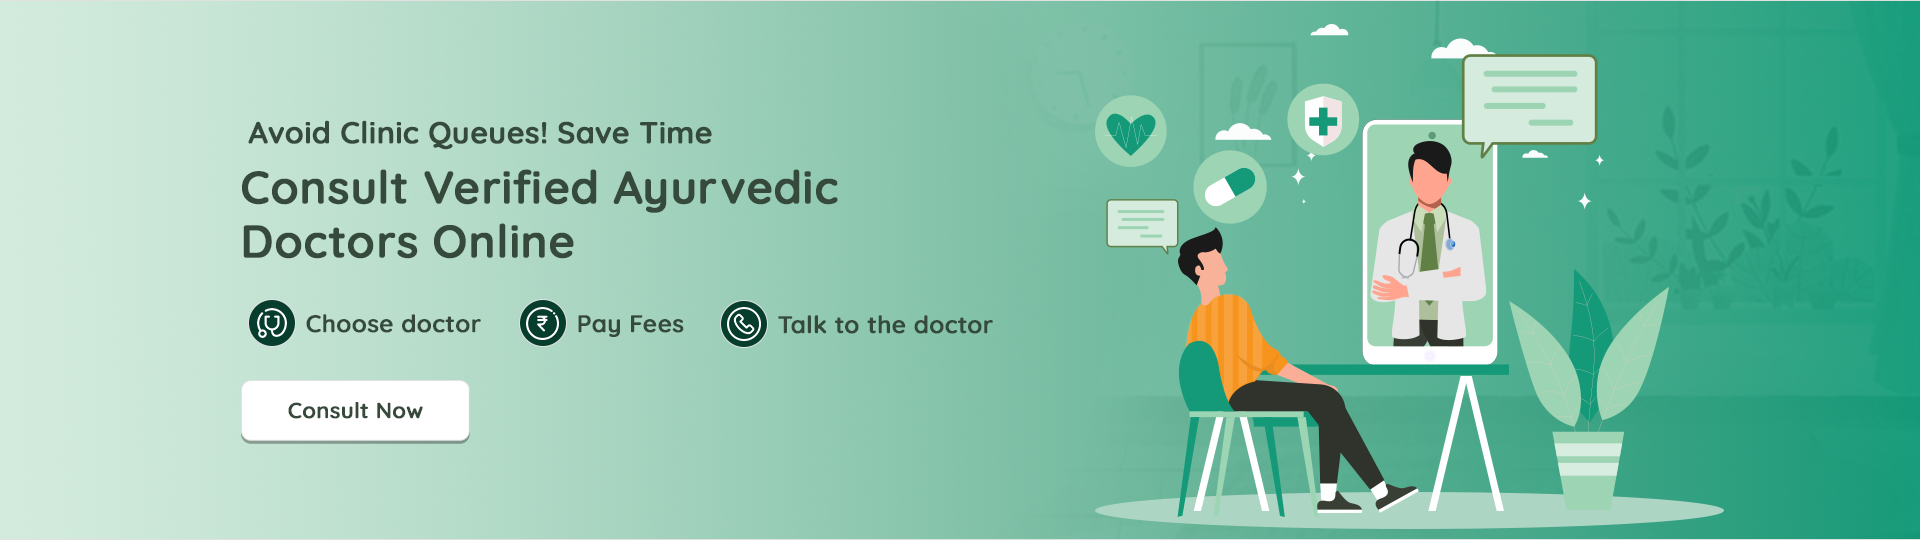 Avoid Clinic Queues! Save Time
Consult Verified Ayurvedic
Doctors Online
Choose doctor
₹ Pay Fees
Talk to the doctor
Consult Now